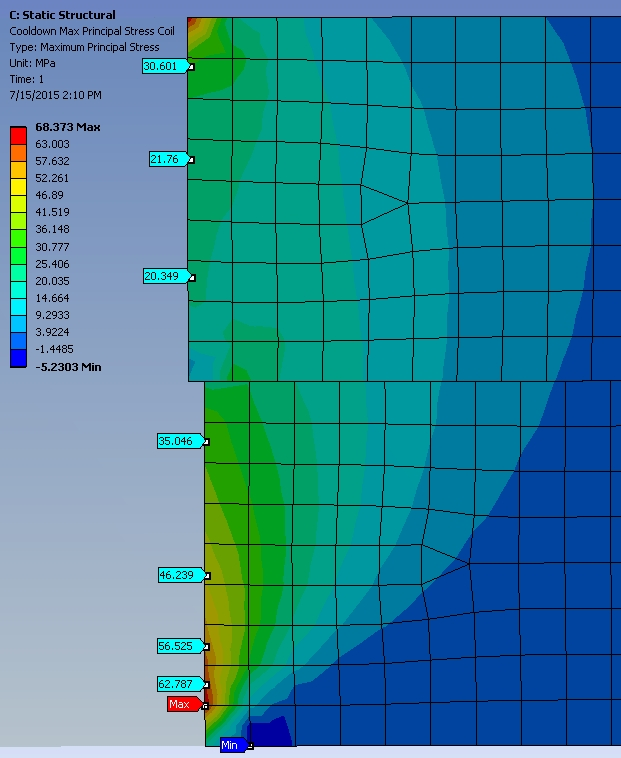 C: Static Structural
Cooldown Max Principal Stress Coil
Type: Maximum Principal Stress
Unit: MPa
Time: 1
7/15/2015 2:10 PM
68.373 Max
63.003
57.632
52.261
46.89
41.519
36.148
30.777
25.406
20.035
14.664
9.2933
3.9224
-1.4485
-5.2303 Min
30.601
21.76
20.349
35.046
46.239
56.525
62.787
Max
Min